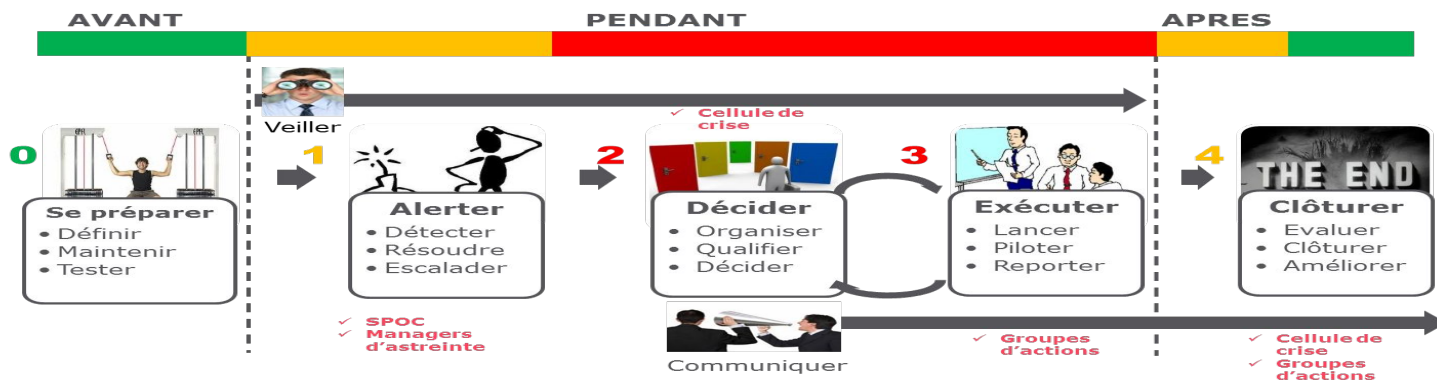 AVANT
PENDANT
APRES
Veiller
✓ Cellule de
crise
0
1
2
3
4
THE END
Se préparer
• Définir
• Maintenir
• Tester
Alerter
• Détecter
• Résoudre
• Escalader
Décider
• Organiser
• Qualifier
• Décider
Exécuter
• Lancer
• Piloter
• Reporter
Clôturer
• Evaluer
• Clôturer
• Améliorer
✓ SPOC
✓ Managers
d’astreinte
Communiquer
✓ Groupes
d’actions
✓ Cellule de
crise
✓ Groupes
d’actions